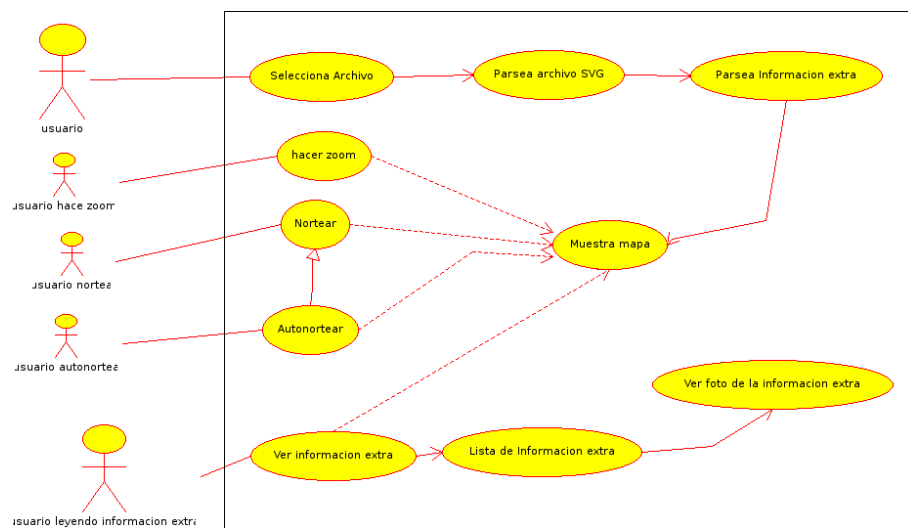 Selecciona Archivo
Parsea archivo SVG
Parsea Informacion extra
usuario
hacer zoom
usuario hace zoom
Nortear
Muestra mapa
usuario nortea
Autonortear
usuario autonortea
Ver foto de la informacion extra
Ver informacion extra
Lista de Informacion extra
usuario leyendo informacion extra